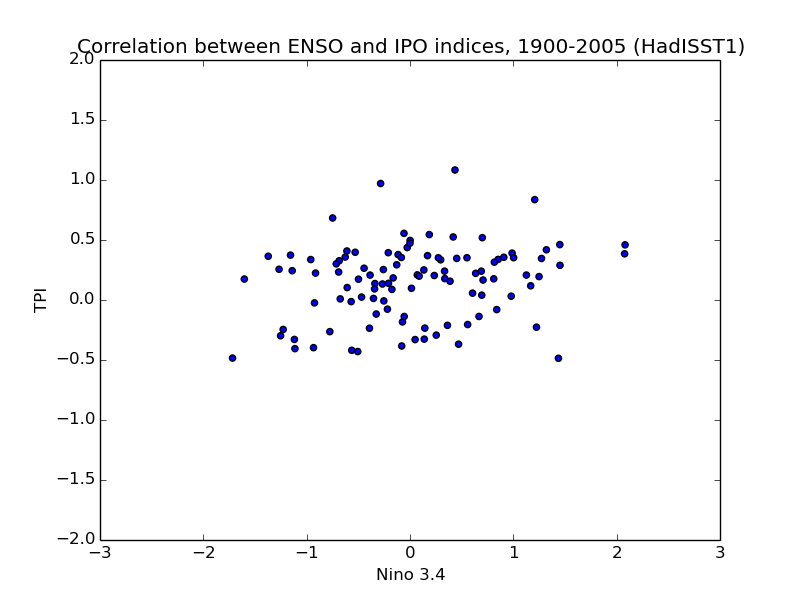 Correlation between ENSO and IPO indices, 1900-2005 (HadISST1)
2.0
1.5
1.0
0.5
0.0
−0.5
−1.0
−1.5
−2.0
TPI
−3 −2 −1 0 1 2 3
Nino 3.4